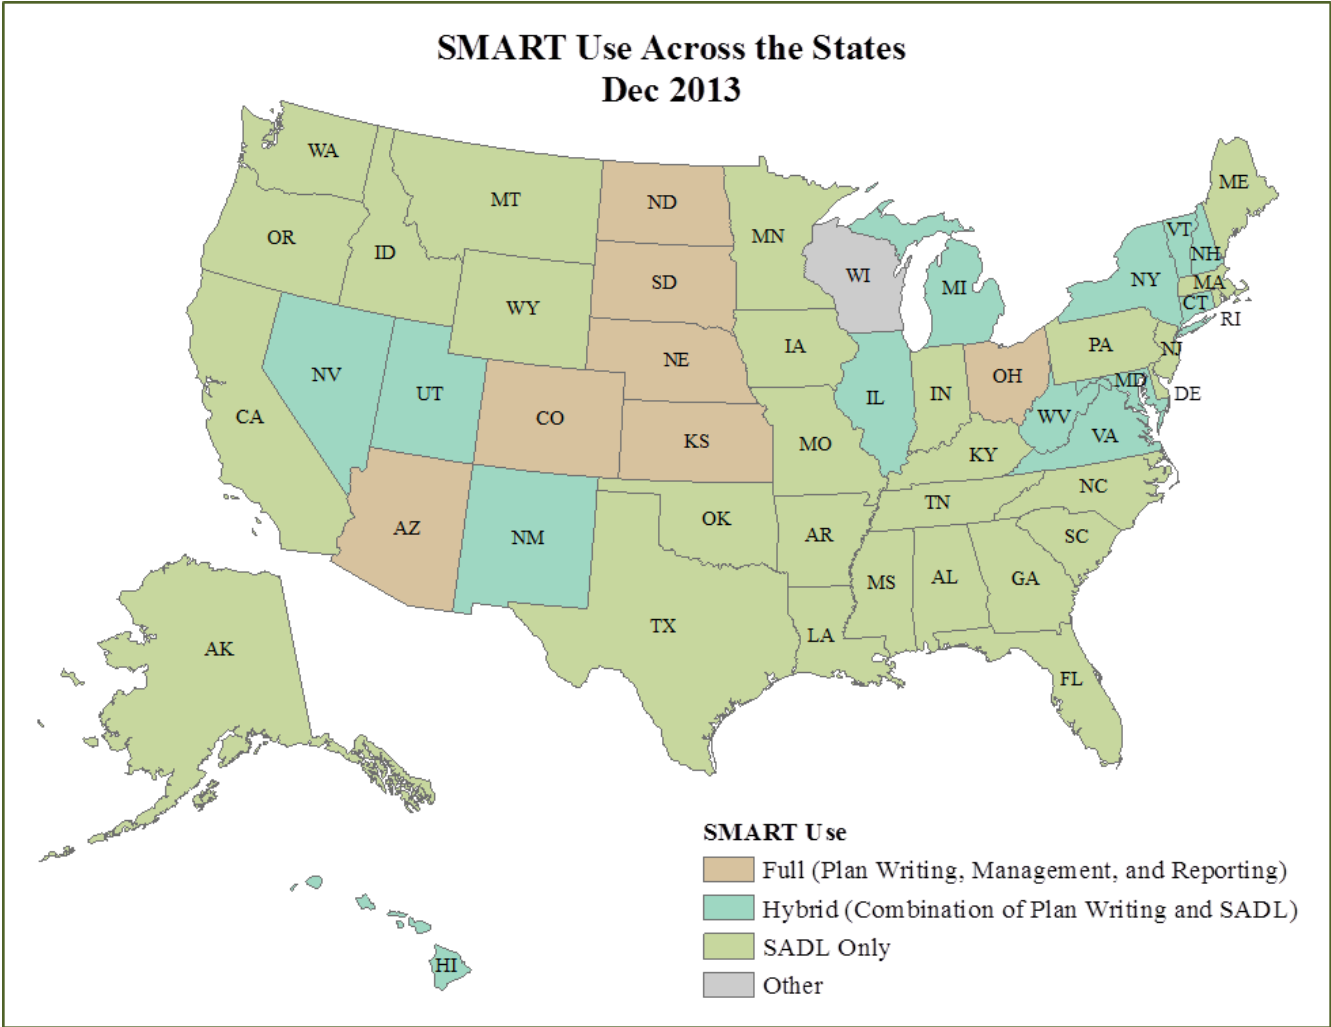 SMART Use Across the States
Dec 2013
WA
MT
ND
MN
ME
OR
ID
SD
WI
VT
NH
NY
MI
MA
WY
CT
RI
IA
PA
NJ
NE
NV
UT
OH
MD
DE
IN
IL
CA
CO
WV
VA
KS
MO
KY
NC
TN
AZ
NM
OK
AR
SC
MS
AL
GA
TX
LA
AK
FL
SMART Use
Full (Plan Writing, Management, and Reporting)
Hybrid (Combination of Plan Writing and SADL)
SADL Only
HI
Other